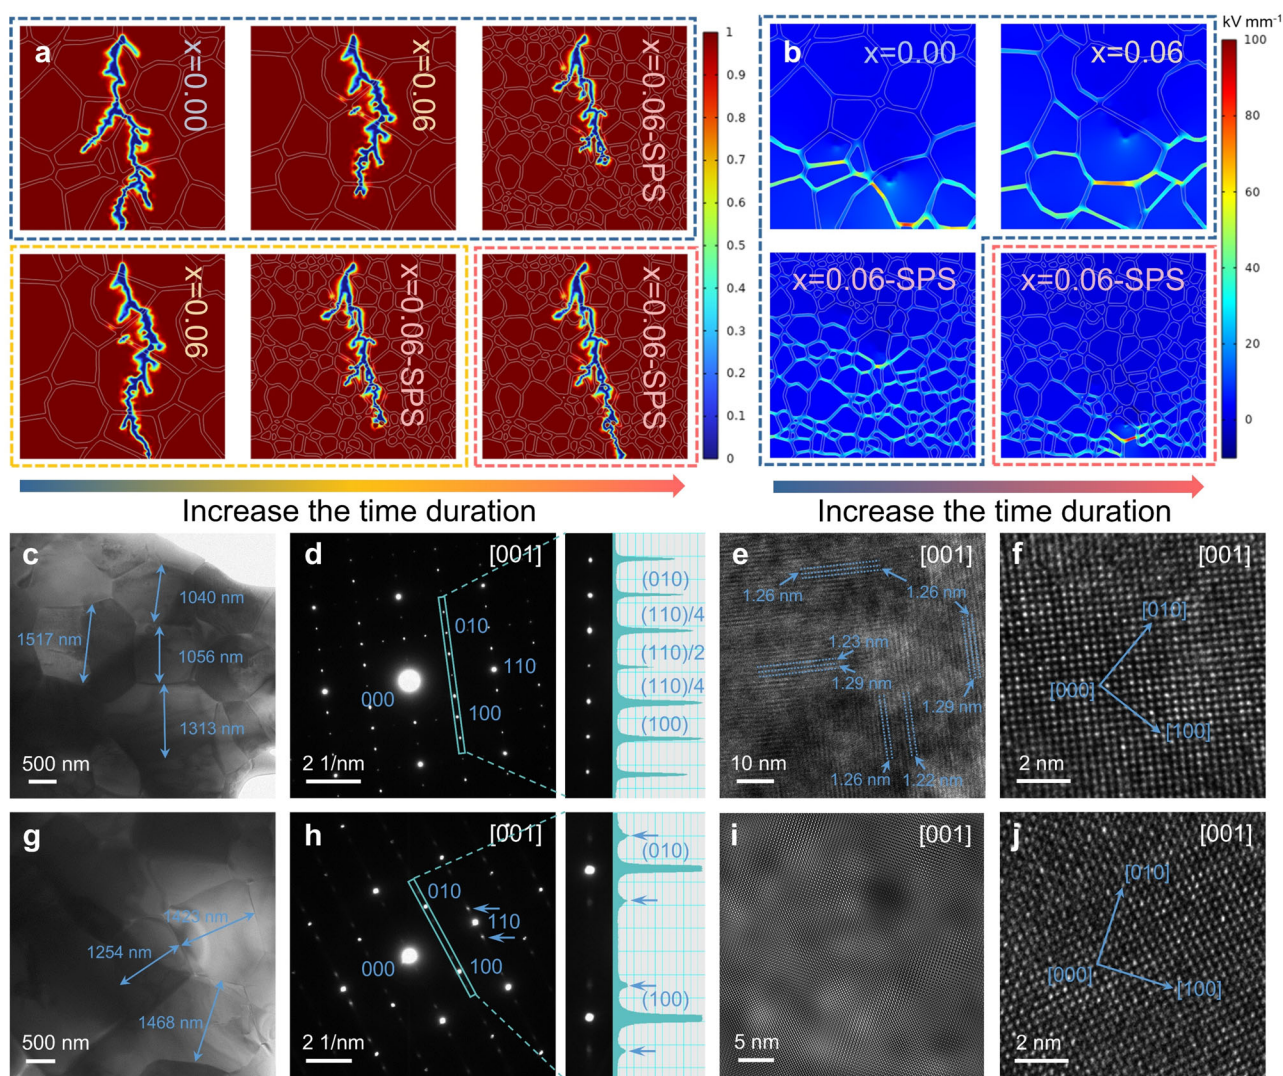 a
x=0.00
x=0.06
x=0.06-SPS
1
0.9
0.8
0.7
0.6
0.5
0.4
0.3
0.2
0.1
0
x=0.06
x=0.06-SPS
x=0.06-SPS
Increase the time duration
b
x=0.00
x=0.06
kV mm⁻¹
100
80
60
40
20
0
x=0.06-SPS
x=0.06-SPS
Increase the time duration
c
1040 nm
1517 nm
1056 nm
1313 nm
500 nm
d
[001]
010
110
000
100
2 1/nm
(010)
(110)/4
(110)/2
(110)/4
(100)
e
[001]
1.26 nm
1.26 nm
1.23 nm
1.29 nm
1.29 nm
1.26 nm
1.22 nm
10 nm
f
[001]
[010]
[000]
[100]
2 nm
g
1254 nm
1468 nm
500 nm
h
[001]
010
110
000
100
2 1/nm
(010)
(100)
i
[001]
5 nm
j
[001]
[010]
[000]
[100]
2 nm